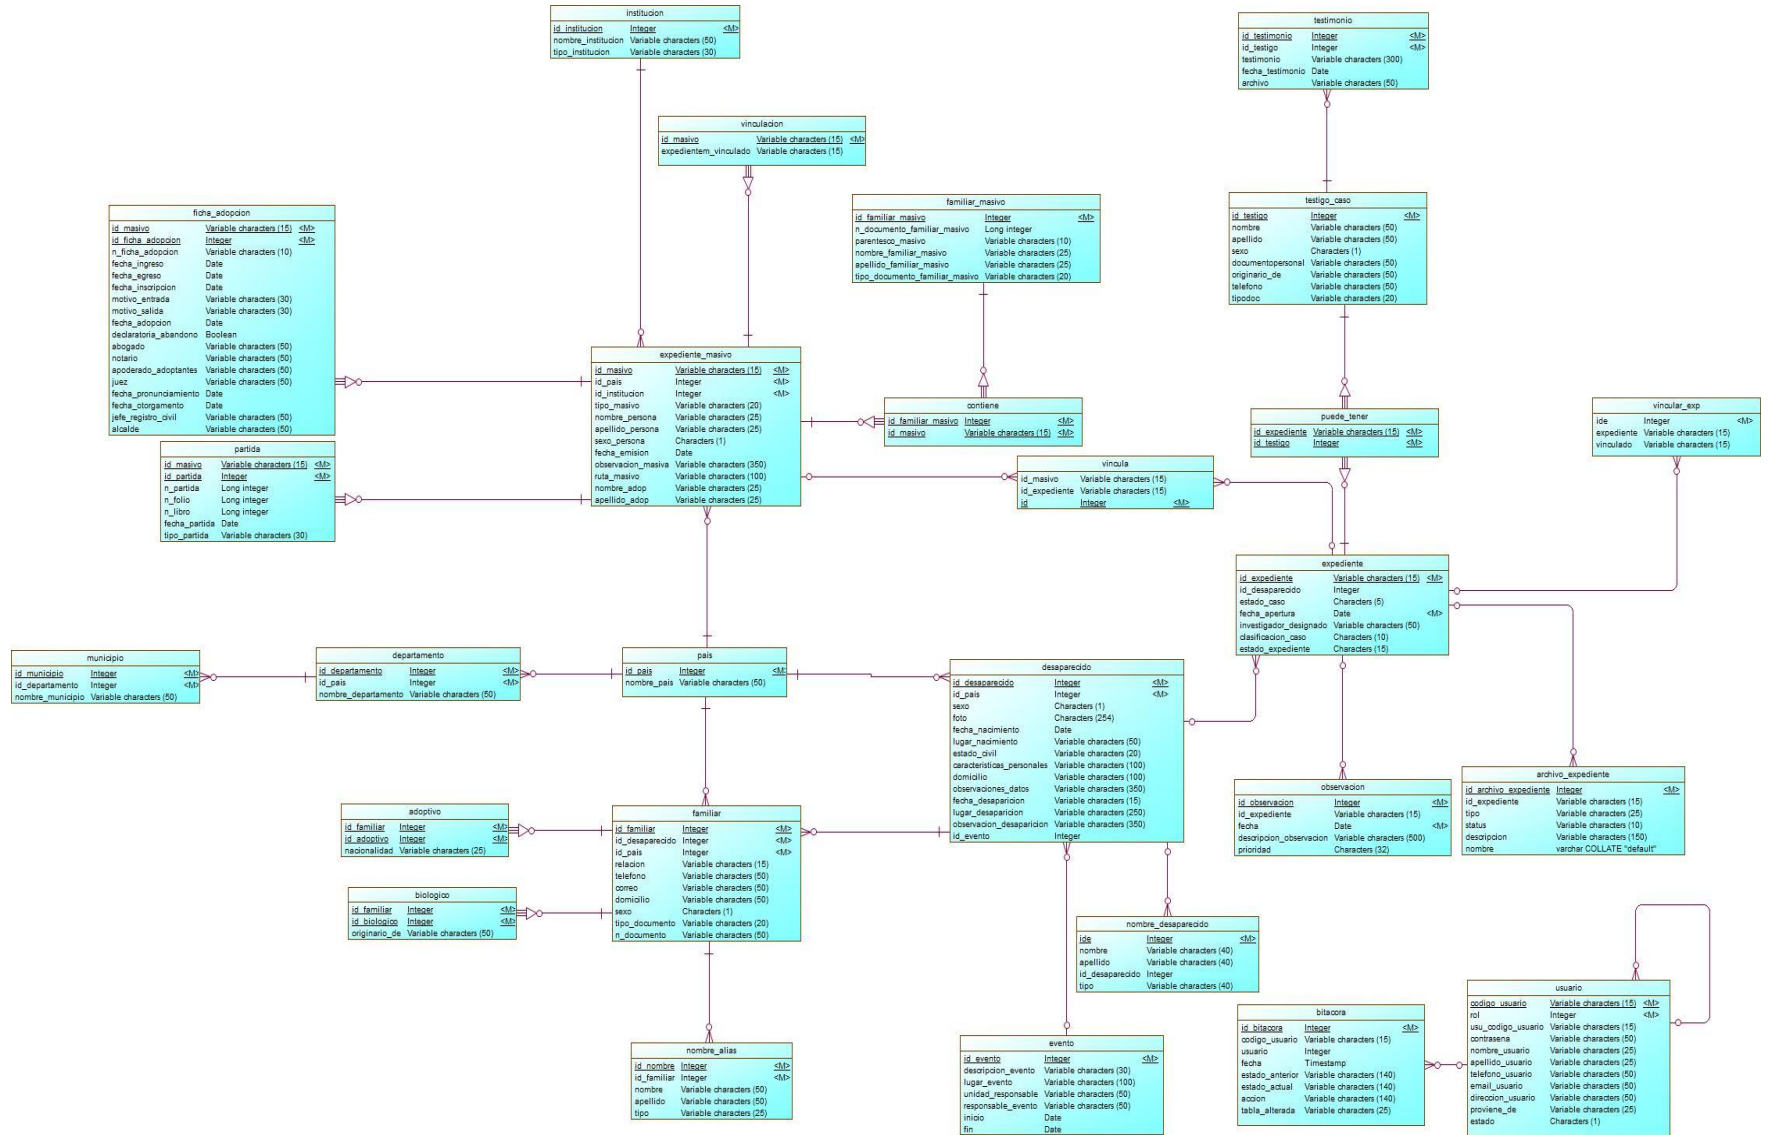 institucion
id_institucion Integer <M>
nombre_institucion Variable characters (50)
tipo_institucion Variable characters (30)
testimonio
id_testimonio Integer <M>
id_testigo Integer <M>
testimonio Variable characters (300)
fecha_testimonio Date
archivo Variable characters (50)
vinculacion
id_masivo Variable characters (15) <M>
expedientem_vinculado Variable characters (15)
ficha_adopcion
id_masivo Variable characters (15) <M>
id_ficha_adopcion Integer <M>
n_ficha_adopcion Variable characters (10)
fecha_ingreso Date
fecha_egreso Date
fecha_inscripcion Date
motivo_entrada Variable characters (30)
motivo_salida Variable characters (30)
fecha_adopcion Date
declaratoria_abandono Boolean
abogado Variable characters (50)
notario Variable characters (50)
apoderado_adoptantes Variable characters (50)
juez Variable characters (50)
fecha_pronunciamiento Date
fecha_otorgamento Date
jefe_registro_civil Variable characters (50)
alcalde Variable characters (50)
familiar_masivo
id_familiar_masivo Integer <M>
n_documento_familiar_masivo Long integer
parentesco_masivo Variable characters (10)
nombre_familiar_masivo Variable characters (25)
apellido_familiar_masivo Variable characters (25)
tipo_documento_familiar_masivo Variable characters (20)
testigo_caso
id_testigo Integer <M>
nombre Variable characters (50)
apellido Variable characters (50)
sexo Characters (1)
documentopersonal Variable characters (50)
originario_de Variable characters (50)
telefono Variable characters (50)
tipodoc Variable characters (20)
expediente_masivo
id_masivo Variable characters (15) <M>
id_pais Integer <M>
id_institucion Integer <M>
tipo_masivo Variable characters (20)
nombre_persona Variable characters (25)
apellido_persona Variable characters (25)
sexo_persona Characters (1)
fecha_emision Date
observacion_masiva Variable characters (350)
ruta_masivo Variable characters (100)
nombre_adop Variable characters (25)
apellido_adop Variable characters (25)
contiene
id_familiar_masivo Integer <M>
id_masivo Variable characters (15) <M>
puede_tener
id_expediente Variable characters (15) <M>
id_testigo Integer <M>
vincular_exp
ide Integer <M>
expediente Variable characters (15)
vinculado Variable characters (15)
partida
id_masivo Variable characters (15) <M>
id_partida Integer <M>
n_partida Long integer
n_folio Long integer
n_libro Long integer
fecha_partida Date
tipo_partida Variable characters (30)
vincula
id_masivo Variable characters (15)
id_expediente Variable characters (15)
id Integer <M>
expediente
id_expediente Variable characters (15) <M>
id_desaparecido Integer
estado_caso Characters (5)
fecha_apertura Date <M>
investigador_designado Variable characters (50)
clasificacion_caso Characters (10)
estado_expediente Characters (15)
municipio
id_municipio Integer <M>
id_departamento Integer <M>
nombre_municipio Variable characters (50)
departamento
id_departamento Integer <M>
id_pais Integer <M>
nombre_departamento Variable characters (50)
pais
id_pais Integer <M>
nombre_pais Variable characters (50)
desaparecido
id_desaparecido Integer <M>
id_pais Integer <M>
sexo Characters (1)
foto Characters (254)
fecha_nacimiento Date
lugar_nacimiento Variable characters (50)
estado_civil Variable characters (20)
caracteristicas_personales Variable characters (100)
domicilio Variable characters (100)
observaciones_datos Variable characters (350)
fecha_desaparicion Variable characters (15)
lugar_desaparicion Variable characters (250)
observacion_desaparicion Variable characters (350)
id_evento Integer
observacion
id_observacion Integer <M>
id_expediente Variable characters (15)
fecha Date <M>
descripcion_observacion Variable characters (500)
prioridad Characters (32)
archivo_expediente
id_archivo_expediente Integer <M>
id_expediente Variable characters (15)
tipo Variable characters (25)
status Variable characters (10)
descripcion Variable characters (150)
nombre varchar COLLATE "default"
adoptivo
id_familiar Integer <M>
id_adoptivo Integer <M>
nacionalidad Variable characters (25)
familiar
id_familiar Integer <M>
id_desaparecido Integer <M>
id_pais Integer <M>
relacion Variable characters (15)
telefono Variable characters (50)
correo Variable characters (50)
domicilio Variable characters (50)
sexo Characters (1)
tipo_documento Variable characters (20)
n_documento Variable characters (50)
biologico
id_familiar Integer <M>
id_biologico Integer <M>
originario_de Variable characters (50)
nombre_desaparecido
ide Integer <M>
nombre Variable characters (40)
apellido Variable characters (40)
id_desaparecido Integer
tipo Variable characters (40)
nombre_alias
id_nombre Integer <M>
id_familiar Integer <M>
nombre Variable characters (50)
apellido Variable characters (50)
tipo Variable characters (25)
evento
id_evento Integer <M>
descripcion_evento Variable characters (30)
lugar_evento Variable characters (100)
unidad_responsable Variable characters (50)
responsable_evento Variable characters (50)
inicio Date
fin Date
bitacora
id_bitacora Integer <M>
codigo_usuario Variable characters (15)
usuario Integer
fecha Timestamp
estado_anterior Variable characters (140)
estado_actual Variable characters (140)
accion Variable characters (140)
tabla_alterada Variable characters (25)
usuario
codigo_usuario Variable characters (15) <M>
rol Integer <M>
usu_codigo_usuario Variable characters (15)
contrasena Variable characters (50)
nombre_usuario Variable characters (25)
apellido_usuario Variable characters (25)
telefono_usuario Variable characters (50)
email_usuario Variable characters (50)
direccion_usuario Variable characters (50)
proviene_de Variable characters (25)
estado Characters (1)